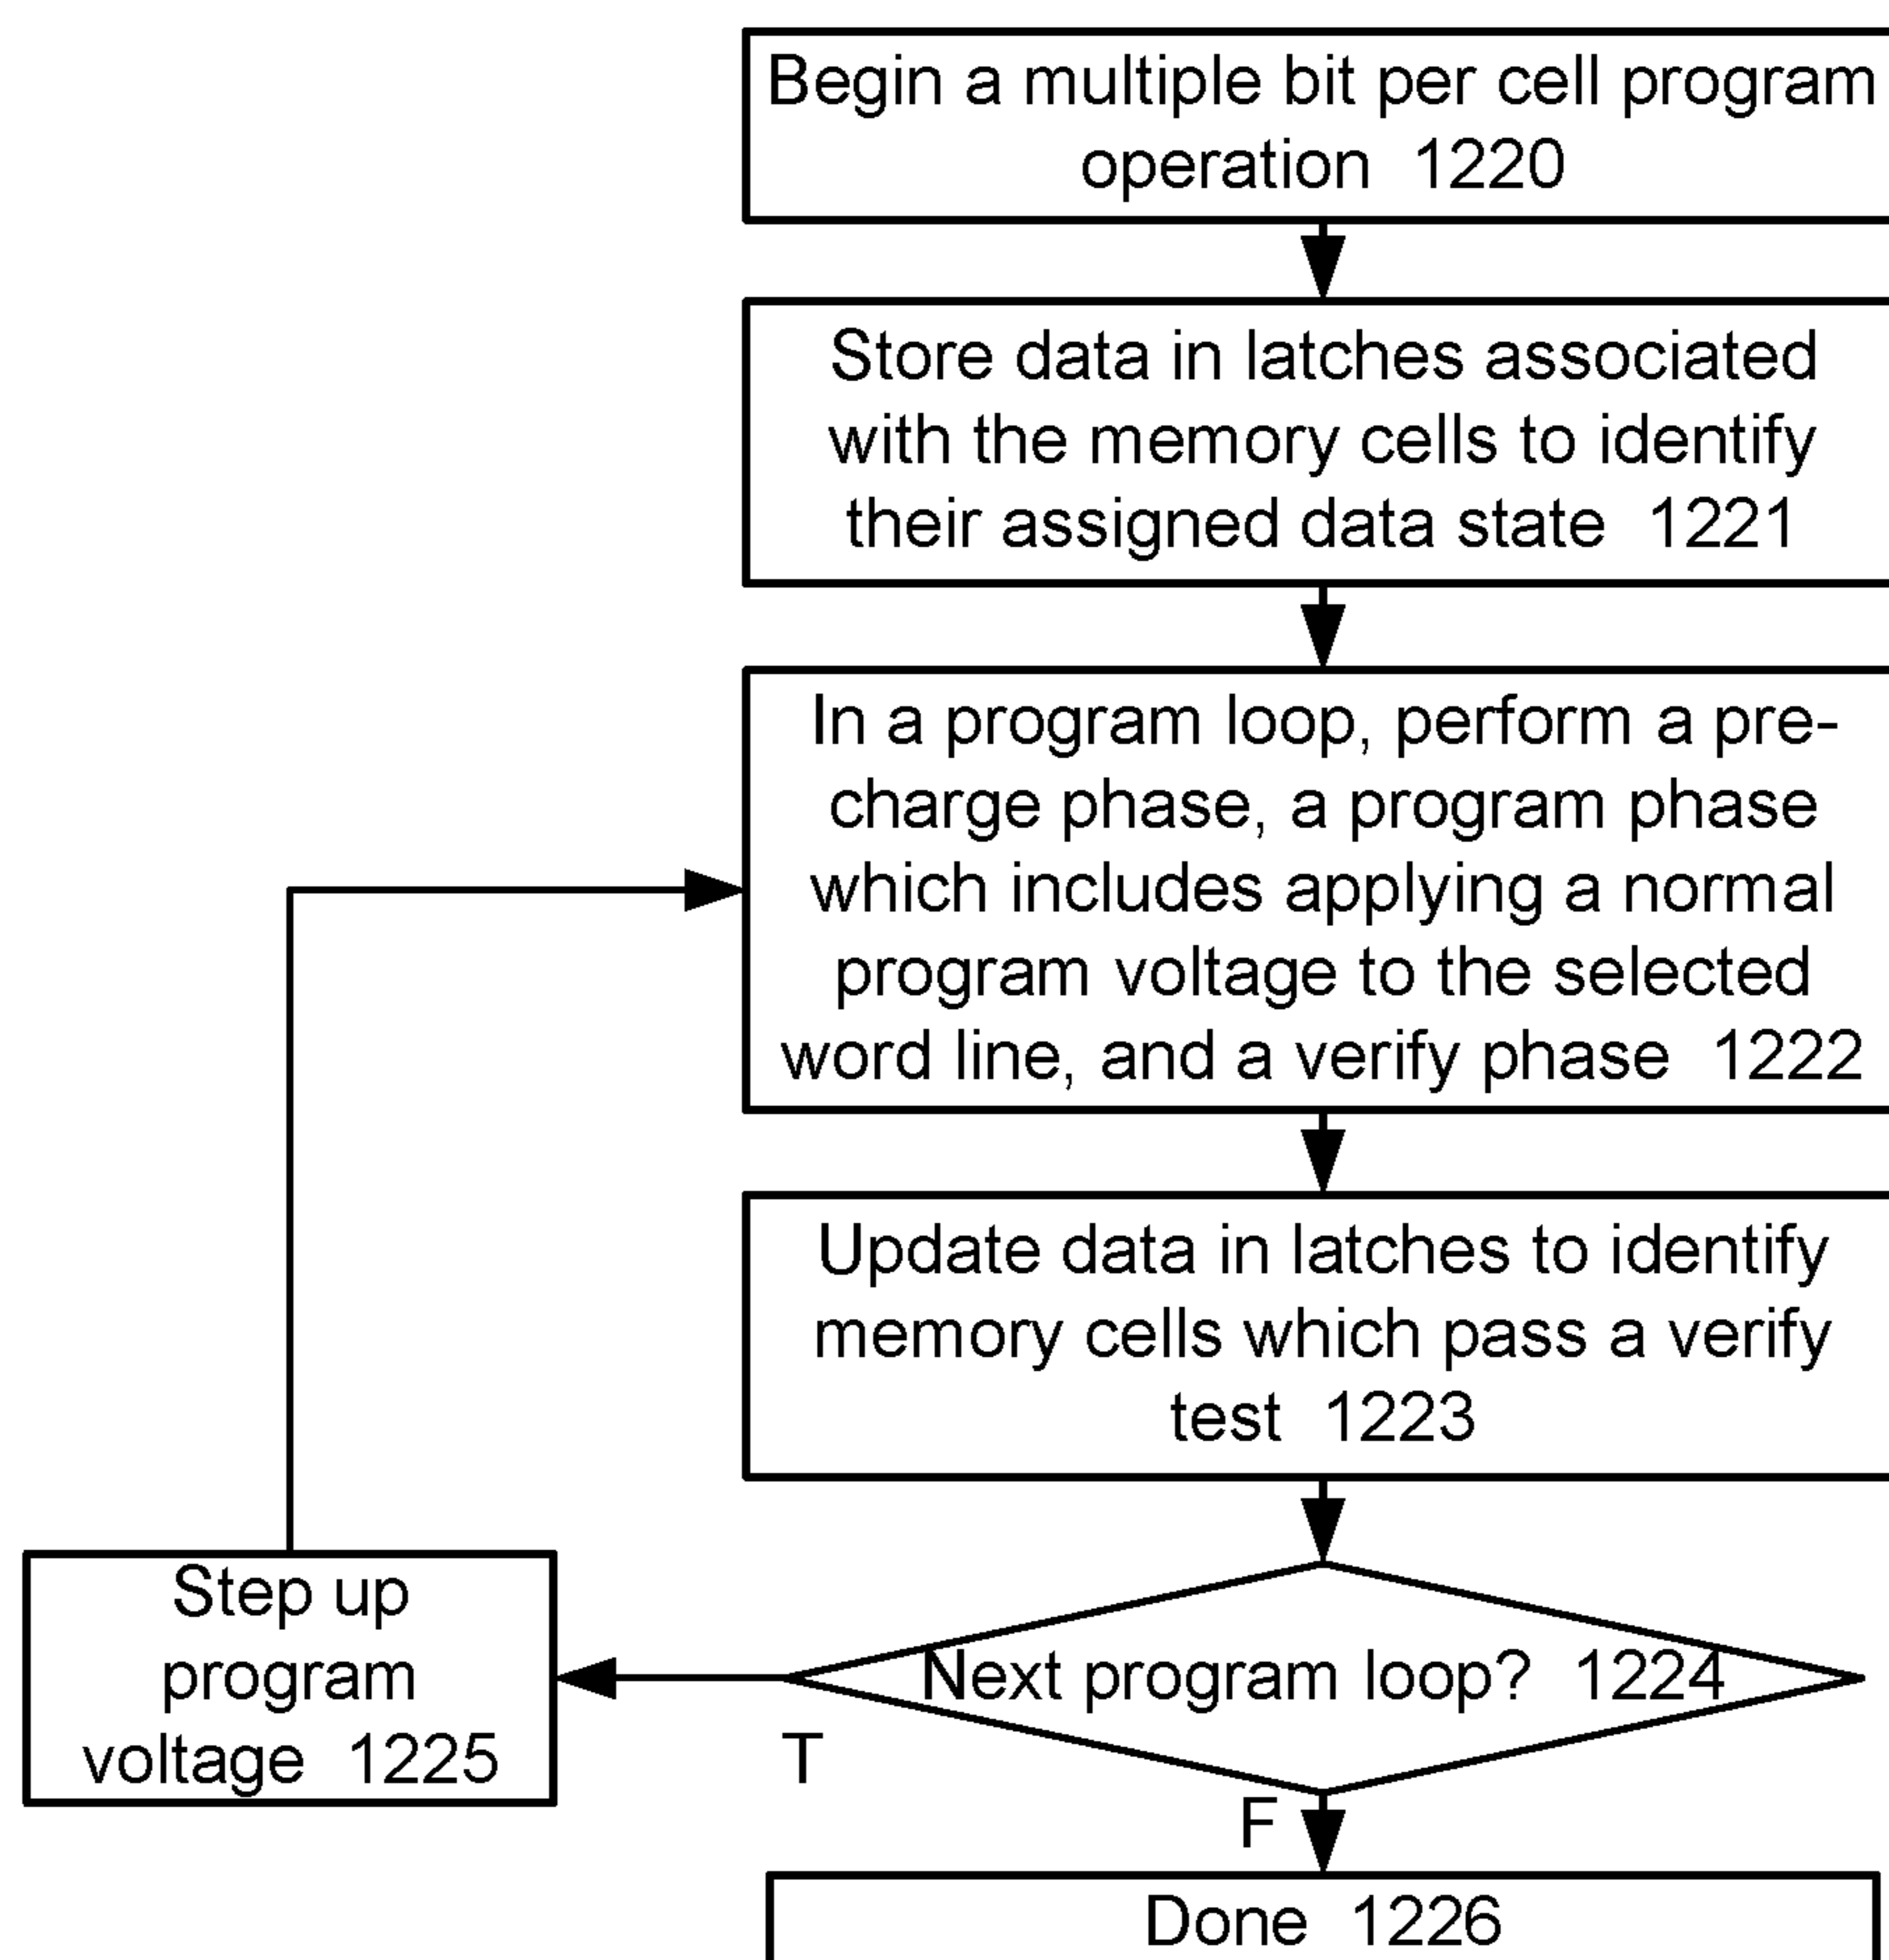 Begin a multiple bit per cell program
operation 1220
Store data in latches associated
with the memory cells to identify
their assigned data state 1221
In a program loop, perform a pre-
charge phase, a program phase
which includes applying a normal
program voltage to the selected
word line, and a verify phase 1222
Update data in latches to identify
memory cells which pass a verify
test 1223
Next program loop? 1224
T
Step up
program
voltage 1225
F
Done 1226